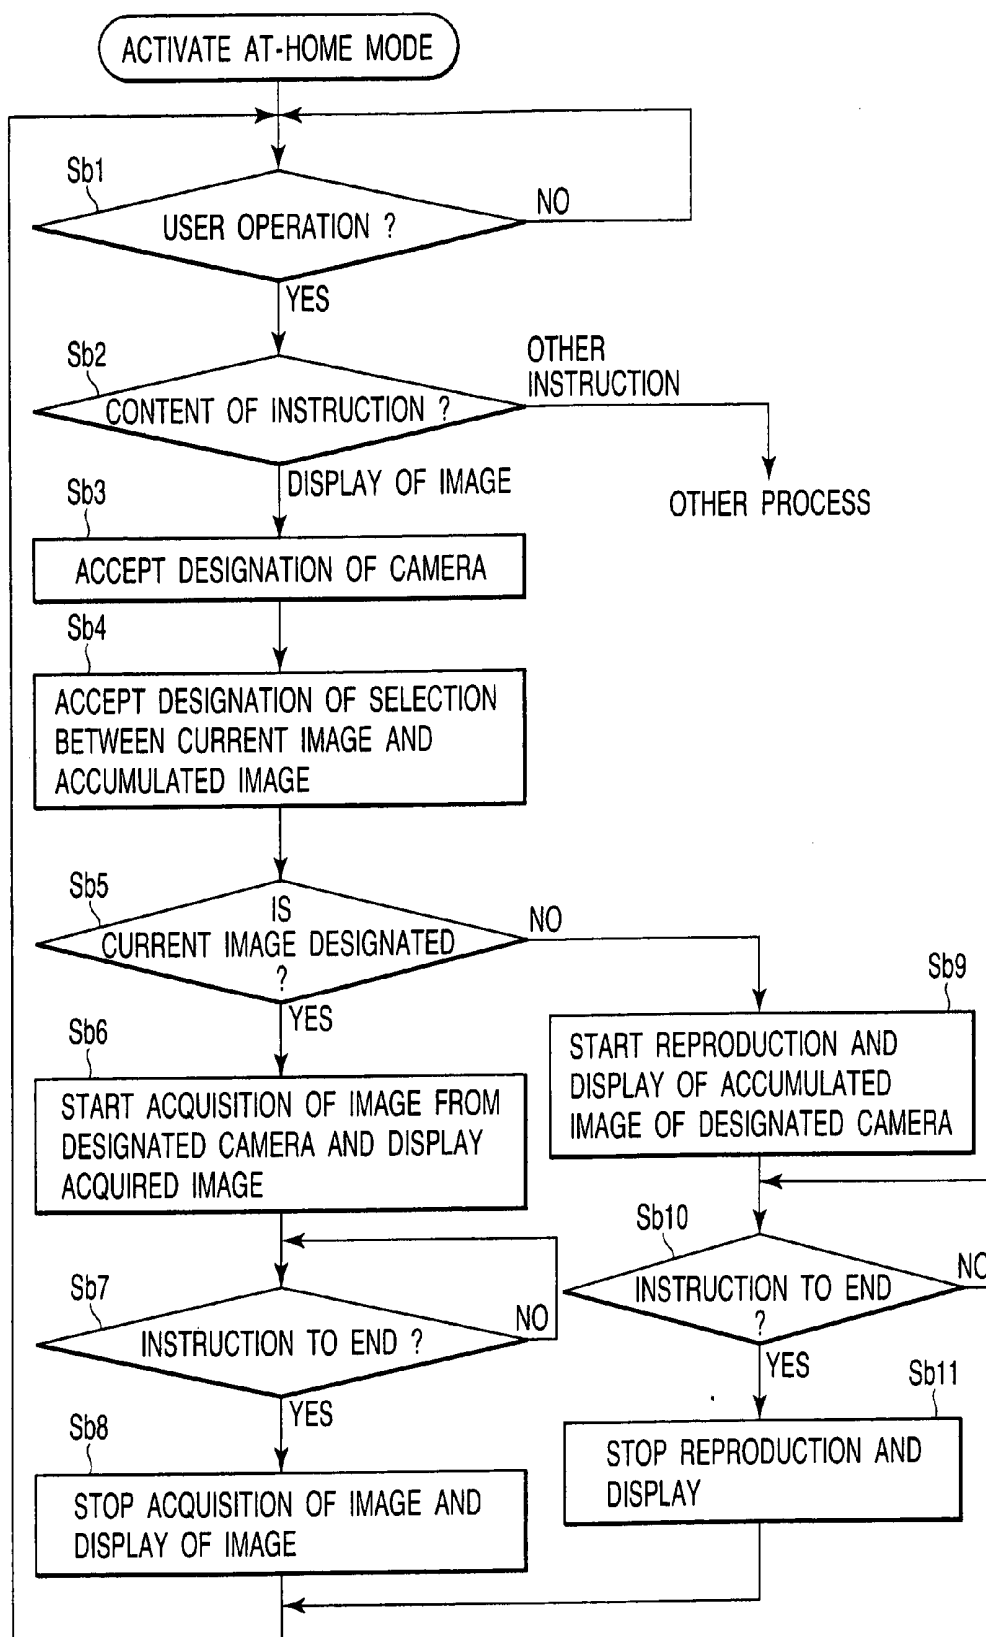 ACTIVATE AT-HOME MODE
Sb1
USER OPERATION ?
NO
YES
Sb2
CONTENT OF INSTRUCTION ?
OTHER
INSTRUCTION
OTHER PROCESS
DISPLAY OF IMAGE
Sb3
ACCEPT DESIGNATION OF CAMERA
Sb4
ACCEPT DESIGNATION OF SELECTION
BETWEEN CURRENT IMAGE AND
ACCUMULATED IMAGE
Sb5
IS
CURRENT IMAGE DESIGNATED
?
NO
YES
Sb6
START ACQUISITION OF IMAGE FROM
DESIGNATED CAMERA AND DISPLAY
ACQUIRED IMAGE
Sb7
INSTRUCTION TO END ?
NO
YES
Sb8
STOP ACQUISITION OF IMAGE AND
DISPLAY OF IMAGE
Sb9
START REPRODUCTION AND
DISPLAY OF ACCUMULATED
IMAGE OF DESIGNATED CAMERA
Sb10
INSTRUCTION TO END
?
NO
YES
Sb11
STOP REPRODUCTION AND
DISPLAY